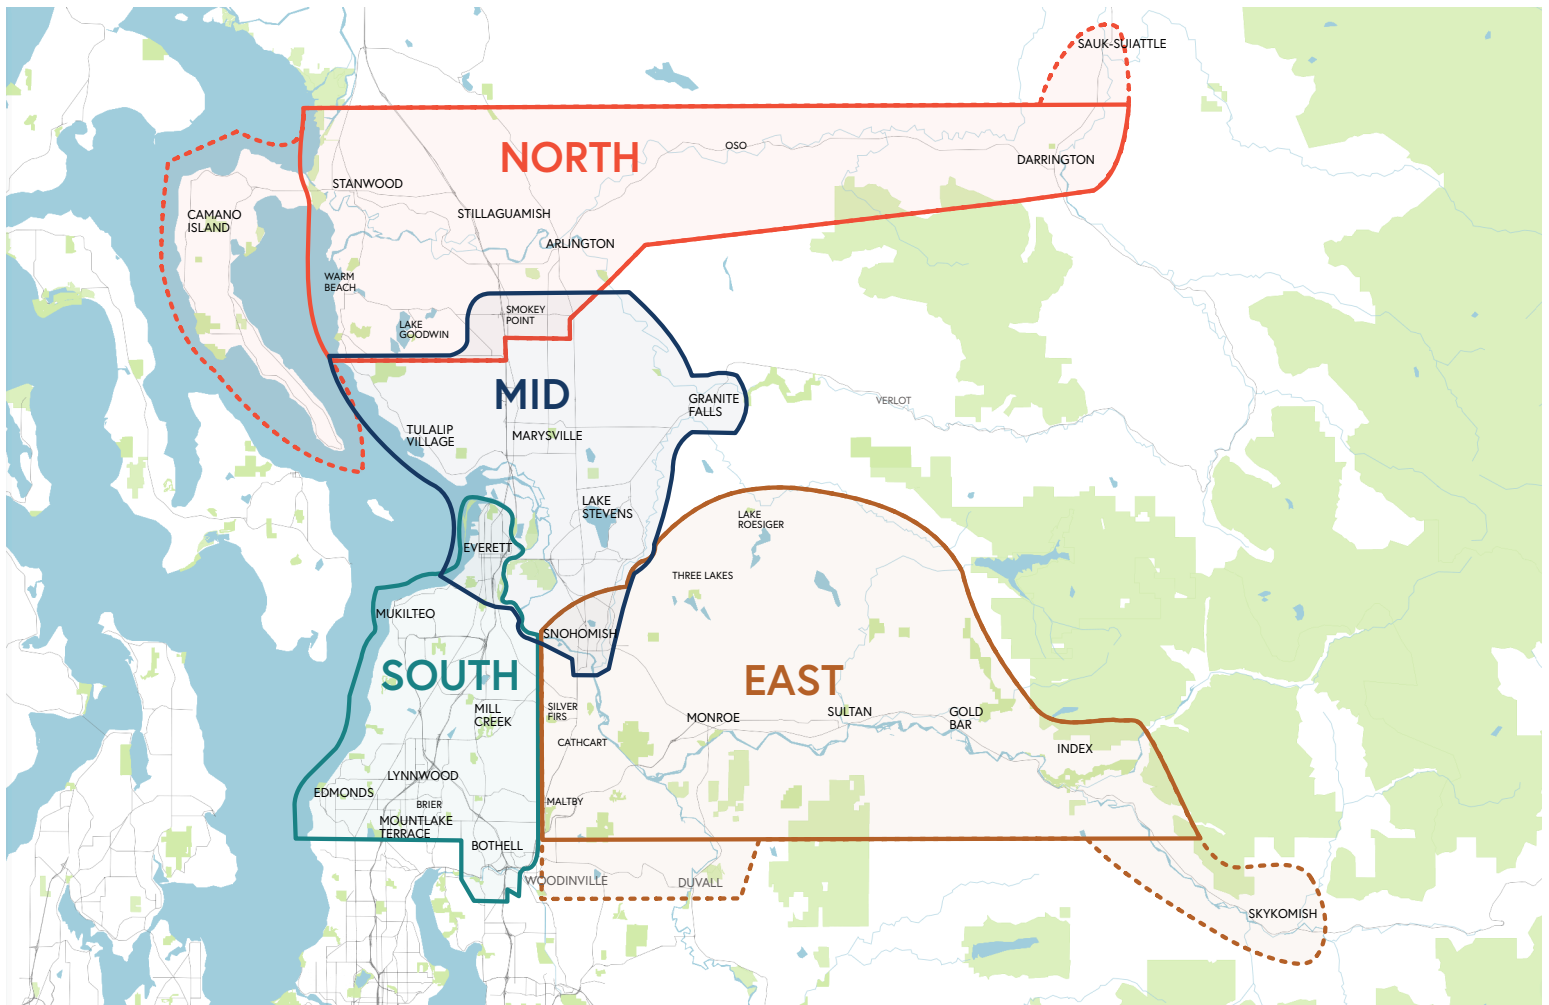 SAUK-SUIATTLE
NORTH
OSO
DARRINGTON
STANWOOD
CAMANO
ISLAND
STILLAGUAMISH
ARLINGTON
WARM
BEACH
SMOKEY
POINT
LAKE
GOODWIN
MID
GRANITE
FALLS
VERLOT
TULALIP
VILLAGE
MARYSVILLE
LAKE
STEVENS
LAKE
ROESIGER
EVERETT
THREE LAKES
MUKILTEO
SNOHOMISH
SOUTH
EAST
MILL
CREEK
SILVER
FIRS
MONROE
SULTAN
GOLD
BAR
CATHCART
INDEX
LYNNWOOD
EDMONDS
BRIER
MALTBY
MOUNTLAKE
TERRACE
BOTHELL
WOODINVILLE
DUVALL
SKYKOMISH